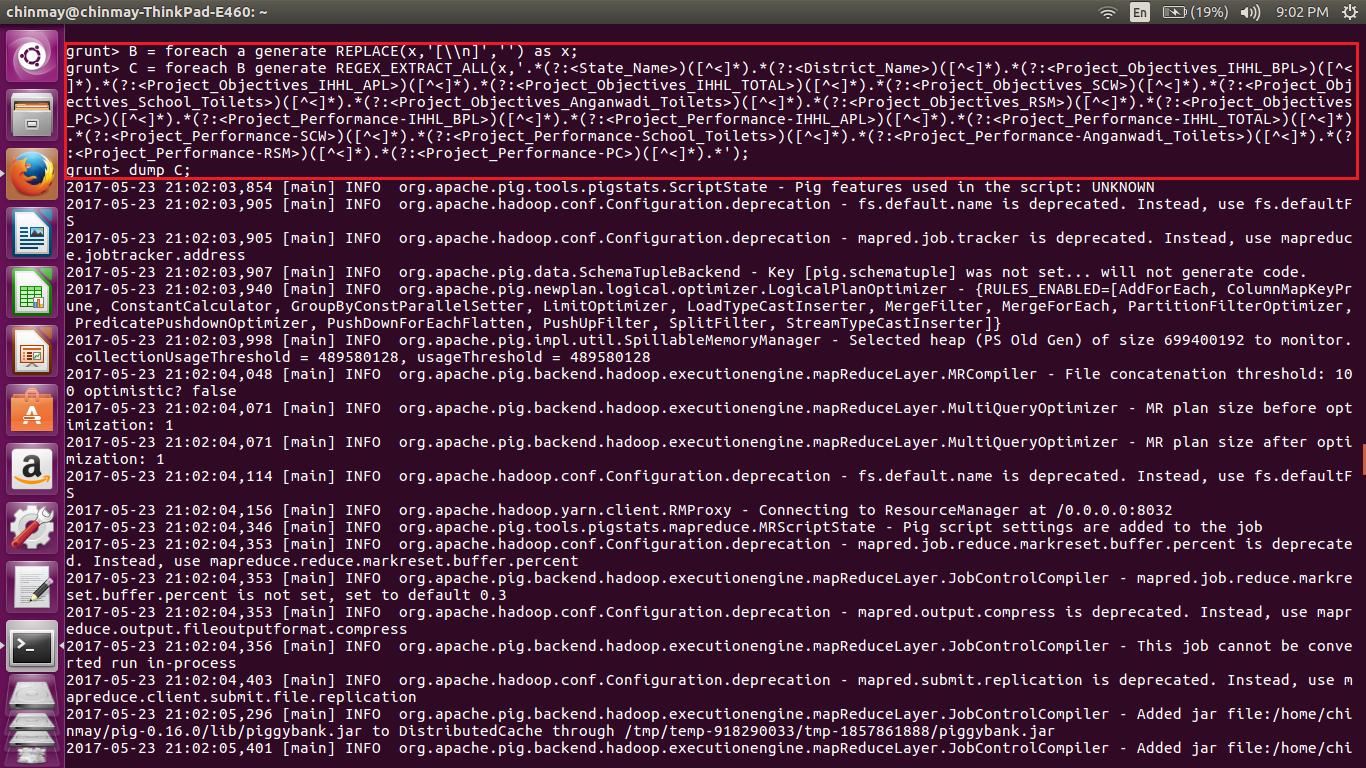 chinmay@chinmay-ThinkPad-E460: ~
En (19%) 9:02 PM
grunt> B = foreach a generate REPLACE(x,'[\\n]','') as x;
grunt> C = foreach B generate REGEX_EXTRACT_ALL(x,'.*(?:<State_Name>)([^<]*).*(?:<District_Name>)([^<]*).*(?:<Project_Objectives_IHHL_BPL>)([^<
]*).*(?:<Project_Objectives_IHHL_APL>)([^<]*).*(?:<Project_Objectives_IHHL_TOTAL>)([^<]*).*(?:<Project_Objectives_SCW>)([^<]*).*(?:<Project_Obj
ectives_School_Toilets>)([^<]*).*(?:<Project_Objectives_Anganwadi_Toilets>)([^<]*).*(?:<Project_Objectives_RSM>)([^<]*).*(?:<Project_Objectives
_PC>)([^<]*).*(?:<Project_Performance-IHHL_BPL>)([^<]*).*(?:<Project_Performance-IHHL_APL>)([^<]*).*(?:<Project_Performance-IHHL_TOTAL>)([^<]*)
.*(?:<Project_Performance-SCW>)([^<]*).*(?:<Project_Performance-School_Toilets>)([^<]*).*(?:<Project_Performance-Anganwadi_Toilets>)([^<]*).*(?
:<Project_Performance-RSM>)([^<]*).*(?:<Project_Performance-PC>)([^<]*).*');
grunt> dump C;
2017-05-23 21:02:03,854 [main] INFO  org.apache.pig.tools.pigstats.ScriptState - Pig features used in the script: UNKNOWN
2017-05-23 21:02:03,905 [main] INFO  org.apache.hadoop.conf.Configuration.deprecation - fs.default.name is deprecated. Instead, use fs.defaultF
S
2017-05-23 21:02:03,905 [main] INFO  org.apache.hadoop.conf.Configuration.deprecation - mapred.job.tracker is deprecated. Instead, use mapreduc
e.jobtracker.address
2017-05-23 21:02:03,907 [main] INFO  org.apache.pig.data.SchemaTupleBackend - Key [pig.schematuple] was not set... will not generate code.
2017-05-23 21:02:03,940 [main] INFO  org.apache.pig.newplan.logical.optimizer.LogicalPlanOptimizer - {RULES_ENABLED=[AddForEach, ColumnMapKeyPr
une, ConstantCalculator, GroupByConstParallelSetter, LimitOptimizer, LoadTypeCastInserter, MergeFilter, MergeForEach, PartitionFilterOptimizer,
 PredicatePushdownOptimizer, PushDownForEachFlatten, PushUpFilter, SplitFilter, StreamTypeCastInserter]}
2017-05-23 21:02:03,998 [main] INFO  org.apache.pig.impl.util.SpillableMemoryManager - Selected heap (PS Old Gen) of size 699400192 to monitor.
 collectionUsageThreshold = 489580128, usageThreshold = 489580128
2017-05-23 21:02:04,048 [main] INFO  org.apache.pig.backend.hadoop.executionengine.mapReduceLayer.MRCompiler - File concatenation threshold: 10
0 optimistic? false
2017-05-23 21:02:04,071 [main] INFO  org.apache.pig.backend.hadoop.executionengine.mapReduceLayer.MultiQueryOptimizer - MR plan size before opt
imization: 1
2017-05-23 21:02:04,071 [main] INFO  org.apache.pig.backend.hadoop.executionengine.mapReduceLayer.MultiQueryOptimizer - MR plan size after opti
mization: 1
2017-05-23 21:02:04,114 [main] INFO  org.apache.hadoop.conf.Configuration.deprecation - fs.default.name is deprecated. Instead, use fs.defaultF
S
2017-05-23 21:02:04,156 [main] INFO  org.apache.hadoop.yarn.client.RMProxy - Connecting to ResourceManager at /0.0.0.0:8032
2017-05-23 21:02:04,346 [main] INFO  org.apache.pig.tools.pigstats.mapreduce.MRScriptState - Pig script settings are added to the job
2017-05-23 21:02:04,353 [main] INFO  org.apache.hadoop.conf.Configuration.deprecation - mapred.job.reduce.markreset.buffer.percent is deprecate
d. Instead, use mapreduce.reduce.markreset.buffer.percent
2017-05-23 21:02:04,353 [main] INFO  org.apache.pig.backend.hadoop.executionengine.mapReduceLayer.JobControlCompiler - mapred.job.reduce.markre
set.buffer.percent is not set, set to default 0.3
2017-05-23 21:02:04,353 [main] INFO  org.apache.hadoop.conf.Configuration.deprecation - mapred.output.compress is deprecated. Instead, use mapr
educe.output.fileoutputformat.compress
2017-05-23 21:02:04,356 [main] INFO  org.apache.pig.backend.hadoop.executionengine.mapReduceLayer.JobControlCompiler - This job cannot be conve
rted run in-process
2017-05-23 21:02:04,403 [main] INFO  org.apache.hadoop.conf.Configuration.deprecation - mapred.submit.replication is deprecated. Instead, use m
apreduce.client.submit.file.replication
2017-05-23 21:02:05,296 [main] INFO  org.apache.pig.backend.hadoop.executionengine.mapReduceLayer.JobControlCompiler - Added jar file:/home/chi
nmay/pig-0.16.0/lib/piggybank.jar to DistributedCache through /tmp/temp-918290033/tmp-1857861888/piggybank.jar
2017-05-23 21:02:05,401 [main] INFO  org.apache.pig.backend.hadoop.executionengine.mapReduceLayer.JobControlCompiler - Added jar file:/home/chi